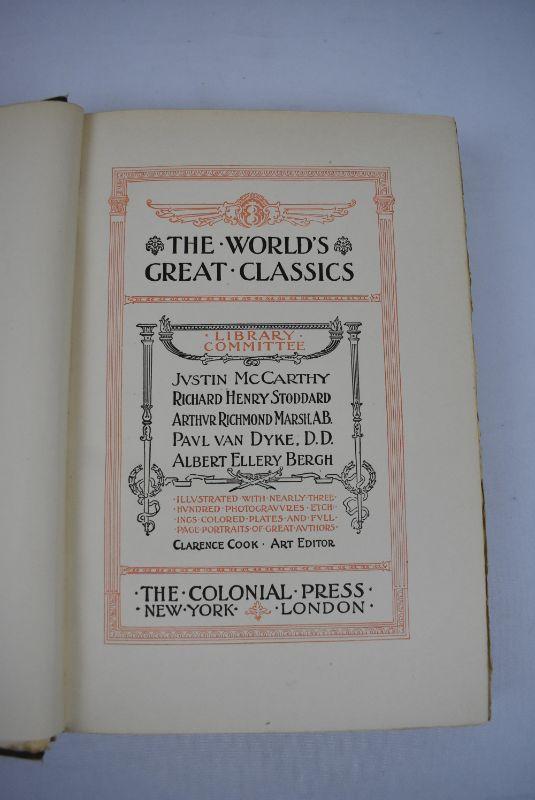 THE · WORLD'S
GREAT · CLASSICS
· LIBRARY ·
COMMITTEE
JVSTIN MCCARTHY
RICHARD HENRY STODDARD
ARTHVR RICHMOND MARSH, A.B.
PAVL VAN DYKE, D.D.
ALBERT ELLERY BERGH
· ILLVSTRATED · WITH · NEARLY · THREE ·
· HVNDRED · PHOTOGRAVVRES · ETCH ·
· INGS · COLORED · PLATES · AND · FVLL ·
· PAGE · PORTRAITS · OF · GREAT · AVTHORS ·
CLARENCE COOK · ART EDITOR
· THE · COLONIAL · PRESS ·
· NEW · YORK · · LONDON ·